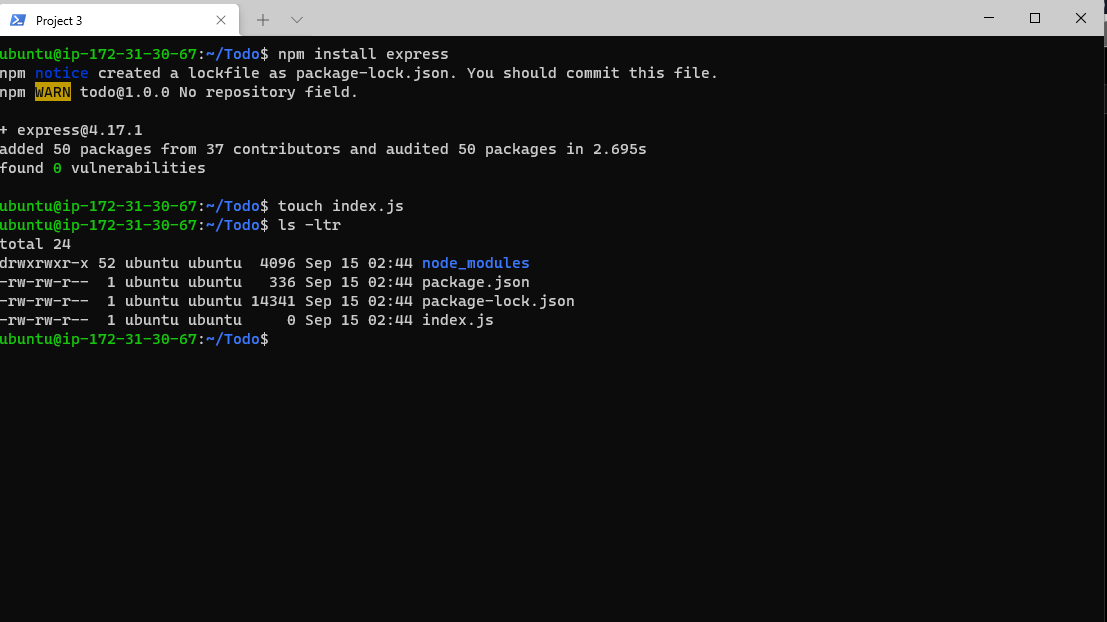 Project 3
ubuntu@ip-172-31-30-67:~/Todo$ npm install express
npm notice created a lockfile as package-lock.json. You should commit this file.
npm WARN todo@1.0.0 No repository field.
+ express@4.17.1
added 50 packages from 37 contributors and audited 50 packages in 2.695s
found 0 vulnerabilities
ubuntu@ip-172-31-30-67:~/Todo$ touch index.js
ubuntu@ip-172-31-30-67:~/Todo$ ls -ltr
total 24
drwxrwxr-x 52 ubuntu ubuntu  4096 Sep 15 02:44 node_modules
-rw-rw-r--  1 ubuntu ubuntu   336 Sep 15 02:44 package.json
-rw-rw-r--  1 ubuntu ubuntu 14341 Sep 15 02:44 package-lock.json
-rw-rw-r--  1 ubuntu ubuntu     0 Sep 15 02:44 index.js
ubuntu@ip-172-31-30-67:~/Todo$